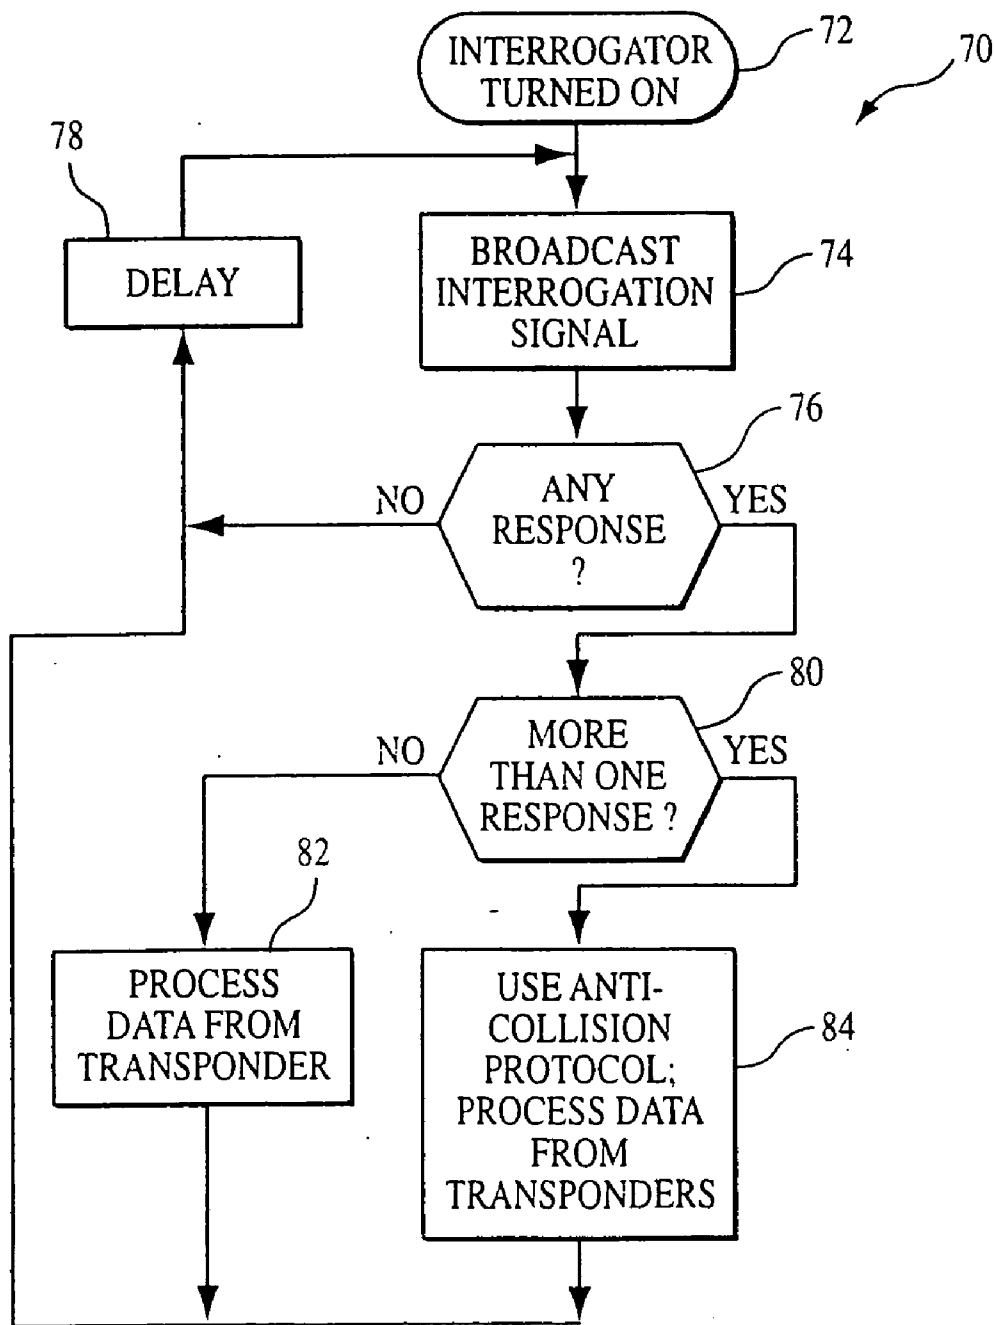 INTERROGATOR
TURNED ON
72
70
78
DELAY
BROADCAST
INTERROGATION
SIGNAL
74
76
NO
ANY
RESPONSE
?
YES
80
NO
MORE
THAN ONE
RESPONSE ?
YES
82
PROCESS
DATA FROM
TRANSPONDER
USE ANTI-
COLLISION
PROTOCOL;
PROCESS DATA
FROM
TRANSPONDERS
84